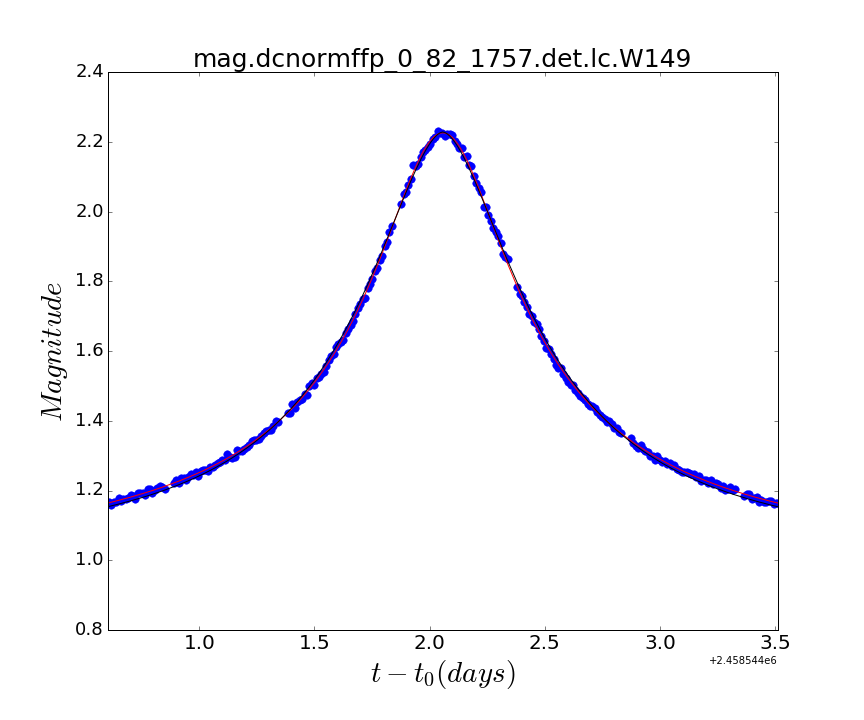 mag.dcnormffp_0_82_1757.det.lc.W149
2.4
2.2
2.0
1.8
1.6
1.4
1.2
1.0
0.8
Magnitude
1.0 1.5 2.0 2.5 3.0 3.5
+2.458544e6
t − t₀(days)